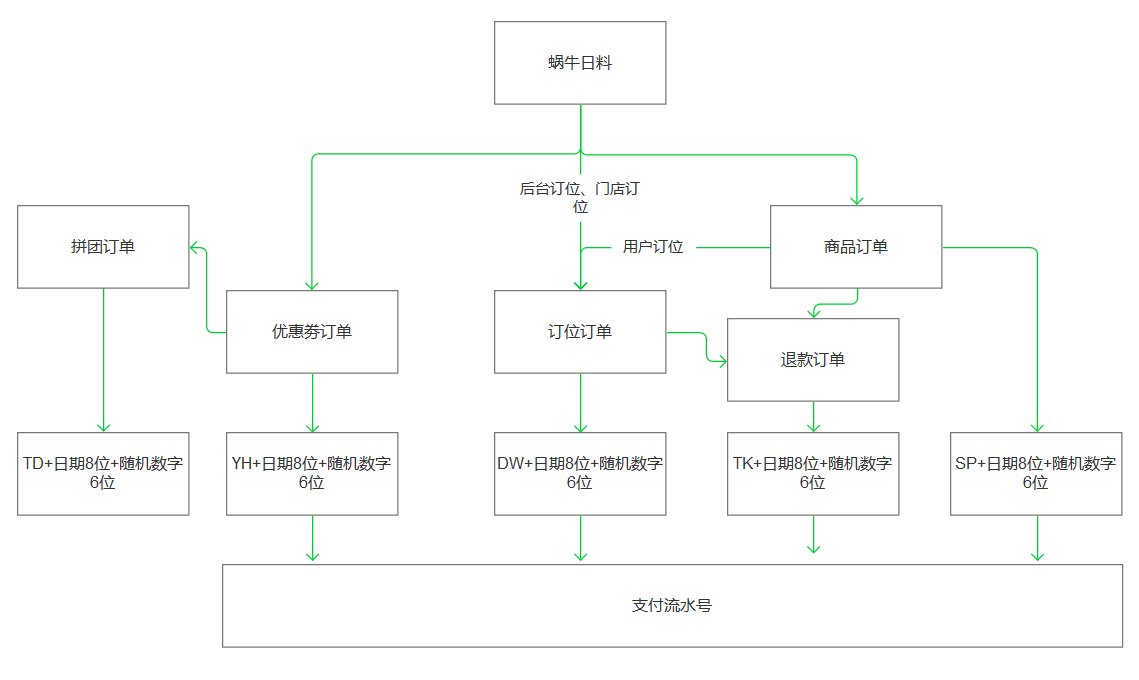 蜗牛日料
后台订位、门店订
位
拼团订单
用户订位
商品订单
优惠劵订单
订位订单
退款订单
TD+日期8位+随机数字
6位
YH+日期8位+随机数字
6位
DW+日期8位+随机数字
6位
TK+日期8位+随机数字
6位
SP+日期8位+随机数字
6位
支付流水号